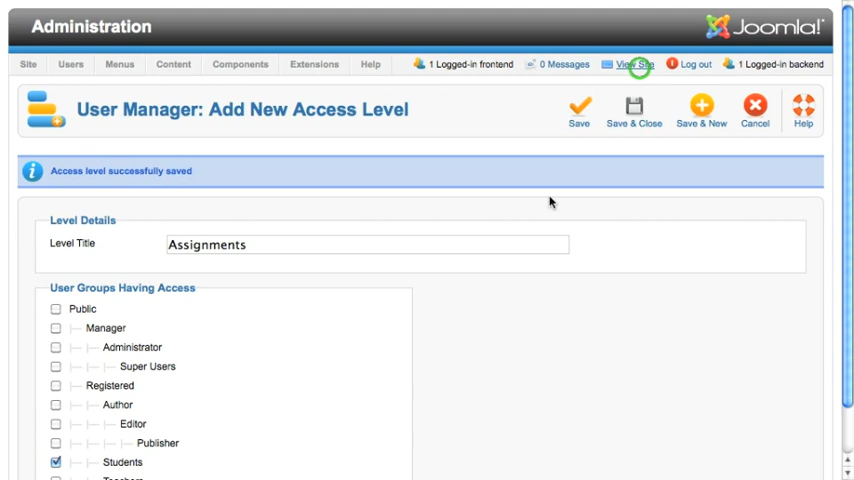 Administration
Joomla!
Site Users Menus Content Components Extensions Help 1 Logged-in frontend 0 Messages View Site Log out 1 Logged-in backend
User Manager: Add New Access Level
Save Save & Close Save & New Cancel Help
Access level successfully saved
Level Details
Level Title Assignments
User Groups Having Access
Public
Manager
Administrator
Super Users
Registered
Author
Editor
Publisher
Students